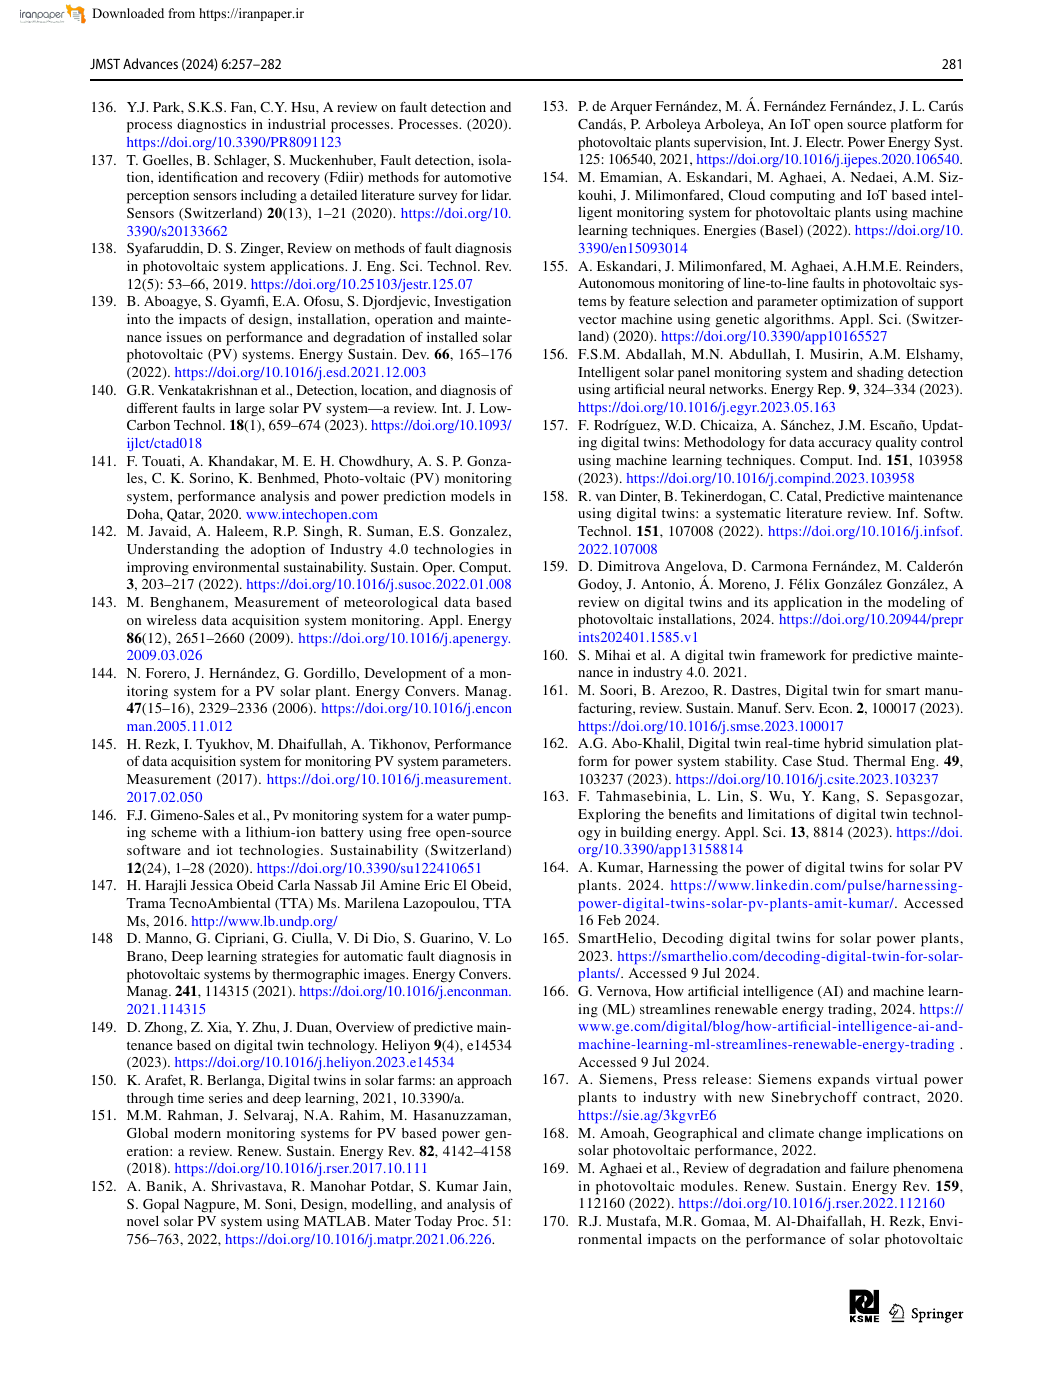 iranpaper
Downloaded from https://iranpaper.ir
JMST Advances (2024) 6:257–282
281
136. Y.J. Park, S.K.S. Fan, C.Y. Hsu, A review on fault detection and
process diagnostics in industrial processes. Processes. (2020).
https://doi.org/10.3390/PR8091123
137. T. Goelles, B. Schlager, S. Muckenhuber, Fault detection, isola-
tion, identification and recovery (Fdiir) methods for automotive
perception sensors including a detailed literature survey for lidar.
Sensors (Switzerland) 20(13), 1–21 (2020). https://doi.org/10.
3390/s20133662
138. Syafaruddin, D. S. Zinger, Review on methods of fault diagnosis
in photovoltaic system applications. J. Eng. Sci. Technol. Rev.
12(5): 53–66, 2019. https://doi.org/10.25103/jestr.125.07
139. B. Aboagye, S. Gyamfi, E.A. Ofosu, S. Djordjevic, Investigation
into the impacts of design, installation, operation and mainte-
nance issues on performance and degradation of installed solar
photovoltaic (PV) systems. Energy Sustain. Dev. 66, 165–176
(2022). https://doi.org/10.1016/j.esd.2021.12.003
140. G.R. Venkatakrishnan et al., Detection, location, and diagnosis of
different faults in large solar PV system—a review. Int. J. Low-
Carbon Technol. 18(1), 659–674 (2023). https://doi.org/10.1093/
ijlct/ctad018
141. F. Touati, A. Khandakar, M. E. H. Chowdhury, A. S. P. Gonza-
les, C. K. Sorino, K. Benhmed, Photo-voltaic (PV) monitoring
system, performance analysis and power prediction models in
Doha, Qatar, 2020. www.intechopen.com
142. M. Javaid, A. Haleem, R.P. Singh, R. Suman, E.S. Gonzalez,
Understanding the adoption of Industry 4.0 technologies in
improving environmental sustainability. Sustain. Oper. Comput.
3, 203–217 (2022). https://doi.org/10.1016/j.susoc.2022.01.008
143. M. Benghanem, Measurement of meteorological data based
on wireless data acquisition system monitoring. Appl. Energy
86(12), 2651–2660 (2009). https://doi.org/10.1016/j.apenergy.
2009.03.026
144. N. Forero, J. Hernández, G. Gordillo, Development of a mon-
itoring system for a PV solar plant. Energy Convers. Manag.
47(15–16), 2329–2336 (2006). https://doi.org/10.1016/j.encon
man.2005.11.012
145. H. Rezk, I. Tyukhov, M. Dhaifullah, A. Tikhonov, Performance
of data acquisition system for monitoring PV system parameters.
Measurement (2017). https://doi.org/10.1016/j.measurement.
2017.02.050
146. F.J. Gimeno-Sales et al., Pv monitoring system for a water pump-
ing scheme with a lithium-ion battery using free open-source
software and iot technologies. Sustainability (Switzerland)
12(24), 1–28 (2020). https://doi.org/10.3390/su122410651
147. H. Harajli Jessica Obeid Carla Nassab Jil Amine Eric El Obeid,
Trama TecnoAmbiental (TTA) Ms. Marilena Lazopoulou, TTA
Ms, 2016. http://www.lb.undp.org/
148 D. Manno, G. Cipriani, G. Ciulla, V. Di Dio, S. Guarino, V. Lo
Brano, Deep learning strategies for automatic fault diagnosis in
photovoltaic systems by thermographic images. Energy Convers.
Manag. 241, 114315 (2021). https://doi.org/10.1016/j.enconman.
2021.114315
149. D. Zhong, Z. Xia, Y. Zhu, J. Duan, Overview of predictive main-
tenance based on digital twin technology. Heliyon 9(4), e14534
(2023). https://doi.org/10.1016/j.heliyon.2023.e14534
150. K. Arafet, R. Berlanga, Digital twins in solar farms: an approach
through time series and deep learning, 2021, 10.3390/a.
151. M.M. Rahman, J. Selvaraj, N.A. Rahim, M. Hasanuzzaman,
Global modern monitoring systems for PV based power gen-
eration: a review. Renew. Sustain. Energy Rev. 82, 4142–4158
(2018). https://doi.org/10.1016/j.rser.2017.10.111
152. A. Banik, A. Shrivastava, R. Manohar Potdar, S. Kumar Jain,
S. Gopal Nagpure, M. Soni, Design, modelling, and analysis of
novel solar PV system using MATLAB. Mater Today Proc. 51:
756–763, 2022, https://doi.org/10.1016/j.matpr.2021.06.226.
153. P. de Arquer Fernández, M. Á. Fernández Fernández, J. L. Carús
Candás, P. Arboleya Arboleya, An IoT open source platform for
photovoltaic plants supervision, Int. J. Electr. Power Energy Syst.
125: 106540, 2021, https://doi.org/10.1016/j.ijepes.2020.106540.
154. M. Emamian, A. Eskandari, M. Aghaei, A. Nedaei, A.M. Siz-
kouhi, J. Milimonfared, Cloud computing and IoT based intel-
ligent monitoring system for photovoltaic plants using machine
learning techniques. Energies (Basel) (2022). https://doi.org/10.
3390/en15093014
155. A. Eskandari, J. Milimonfared, M. Aghaei, A.H.M.E. Reinders,
Autonomous monitoring of line-to-line faults in photovoltaic sys-
tems by feature selection and parameter optimization of support
vector machine using genetic algorithms. Appl. Sci. (Switzer-
land) (2020). https://doi.org/10.3390/app10165527
156. F.S.M. Abdallah, M.N. Abdullah, I. Musirin, A.M. Elshamy,
Intelligent solar panel monitoring system and shading detection
using artificial neural networks. Energy Rep. 9, 324–334 (2023).
https://doi.org/10.1016/j.egyr.2023.05.163
157. F. Rodríguez, W.D. Chicaiza, A. Sánchez, J.M. Escaño, Updat-
ing digital twins: Methodology for data accuracy quality control
using machine learning techniques. Comput. Ind. 151, 103958
(2023). https://doi.org/10.1016/j.compind.2023.103958
158. R. van Dinter, B. Tekinerdogan, C. Catal, Predictive maintenance
using digital twins: a systematic literature review. Inf. Softw.
Technol. 151, 107008 (2022). https://doi.org/10.1016/j.infsof.
2022.107008
159. D. Dimitrova Angelova, D. Carmona Fernández, M. Calderón
Godoy, J. Antonio, Á. Moreno, J. Félix González González, A
review on digital twins and its application in the modeling of
photovoltaic installations, 2024. https://doi.org/10.20944/prepr
ints202401.1585.v1
160. S. Mihai et al. A digital twin framework for predictive mainte-
nance in industry 4.0. 2021.
161. M. Soori, B. Arezoo, R. Dastres, Digital twin for smart manu-
facturing, review. Sustain. Manuf. Serv. Econ. 2, 100017 (2023).
https://doi.org/10.1016/j.smse.2023.100017
162. A.G. Abo-Khalil, Digital twin real-time hybrid simulation plat-
form for power system stability. Case Stud. Thermal Eng. 49,
103237 (2023). https://doi.org/10.1016/j.csite.2023.103237
163. F. Tahmasebinia, L. Lin, S. Wu, Y. Kang, S. Sepasgozar,
Exploring the benefits and limitations of digital twin technol-
ogy in building energy. Appl. Sci. 13, 8814 (2023). https://doi.
org/10.3390/app13158814
164. A. Kumar, Harnessing the power of digital twins for solar PV
plants. 2024. https://www.linkedin.com/pulse/harnessing-
power-digital-twins-solar-pv-plants-amit-kumar/. Accessed
16 Feb 2024.
165. SmartHelio, Decoding digital twins for solar power plants,
2023. https://smarthelio.com/decoding-digital-twin-for-solar-
plants/. Accessed 9 Jul 2024.
166. G. Vernova, How artificial intelligence (AI) and machine learn-
ing (ML) streamlines renewable energy trading, 2024. https://
www.ge.com/digital/blog/how-artificial-intelligence-ai-and-
machine-learning-ml-streamlines-renewable-energy-trading .
Accessed 9 Jul 2024.
167. A. Siemens, Press release: Siemens expands virtual power
plants to industry with new Sinebrychoff contract, 2020.
https://sie.ag/3kgvrE6
168. M. Amoah, Geographical and climate change implications on
solar photovoltaic performance, 2022.
169. M. Aghaei et al., Review of degradation and failure phenomena
in photovoltaic modules. Renew. Sustain. Energy Rev. 159,
112160 (2022). https://doi.org/10.1016/j.rser.2022.112160
170. R.J. Mustafa, M.R. Gomaa, M. Al-Dhaifallah, H. Rezk, Envi-
ronmental impacts on the performance of solar photovoltaic
KSME
Springer